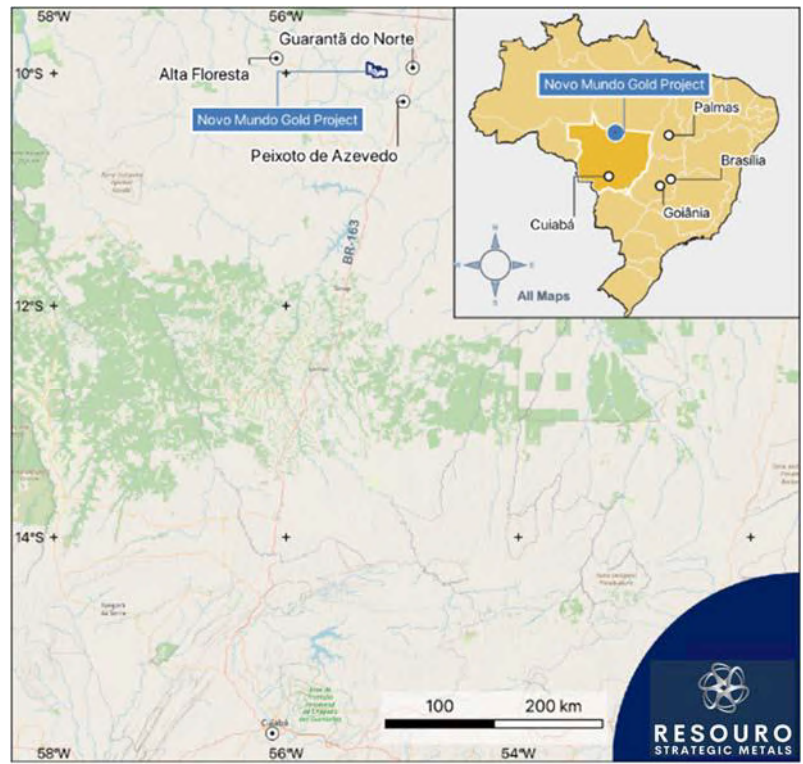 58°W
56°W
Guarantã do Norte
10°S
Alta Floresta
Novo Mundo Gold Project
Peixoto de Azevedo
BR-163
12°S
Sinop
14°S
Cuiabá
100
200 km
58°W
56°W
54°W
Novo Mundo Gold Project
Palmas
Brasília
Goiânia
Cuiabá
N
W
E
S
All Maps
RESOURO
STRATEGIC METALS